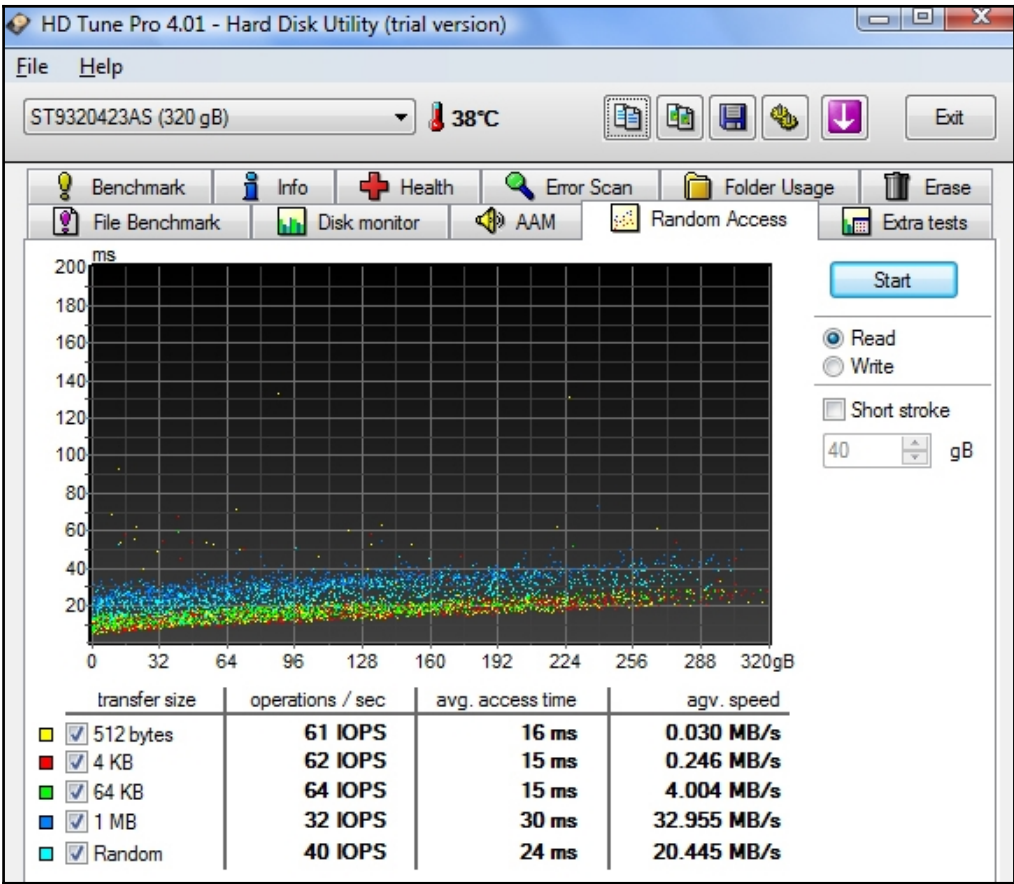 HD Tune Pro 4.01 - Hard Disk Utility (trial version)
File Help
ST9320423AS (320 gB) 38°C Exit
Benchmark Info Health Error Scan Folder Usage Erase
File Benchmark Disk monitor AAM Random Access Extra tests
ms
200
180
160
140
120
100
80
60
40
20
0 32 64 96 128 160 192 224 256 288 320gB
Start
Read
Write
Short stroke
40 gB
transfer size operations / sec avg. access time agv. speed
512 bytes 61 IOPS 16 ms 0.030 MB/s
4 KB 62 IOPS 15 ms 0.246 MB/s
64 KB 64 IOPS 15 ms 4.004 MB/s
1 MB 32 IOPS 30 ms 32.955 MB/s
Random 40 IOPS 24 ms 20.445 MB/s